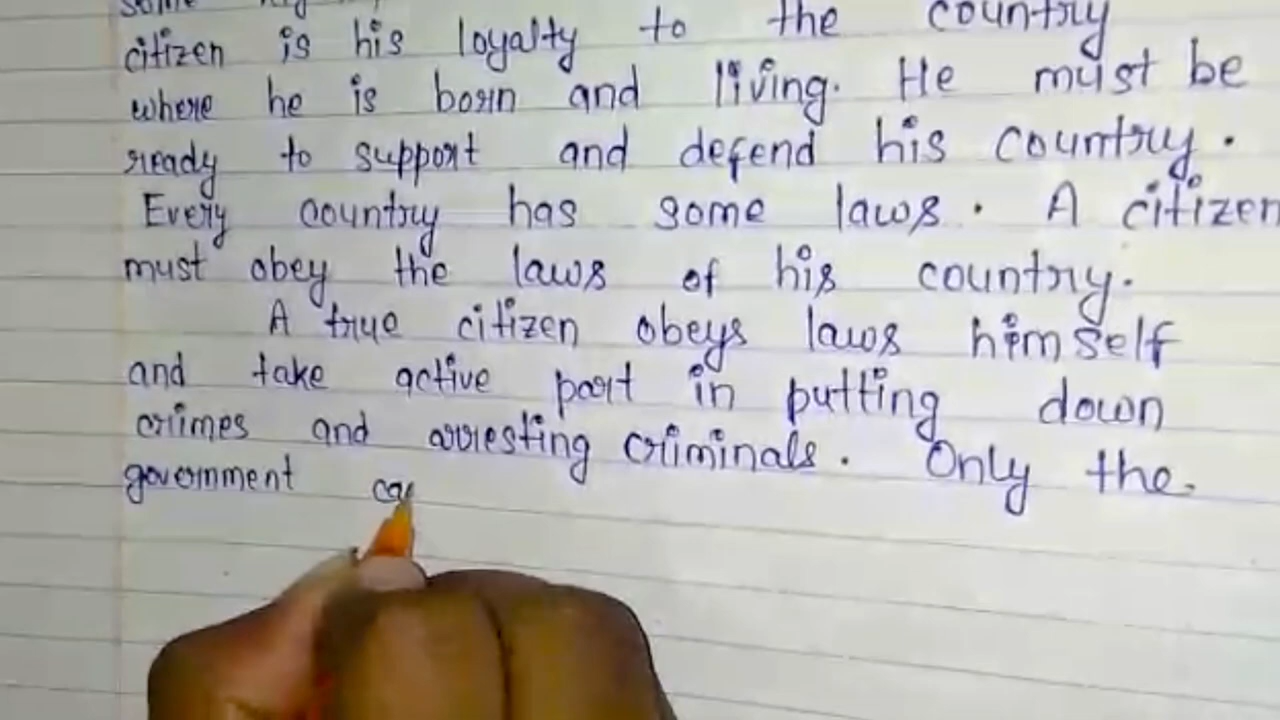 some
citizen is his loyalty to the country
where he is born and living. He must be
ready to support and defend his country.
Every country has some laws. A citizen
must obey the laws of his country.
A true citizen obeys laws himself
and take active part in putting down
crimes and arresting criminals. Only the
government ca